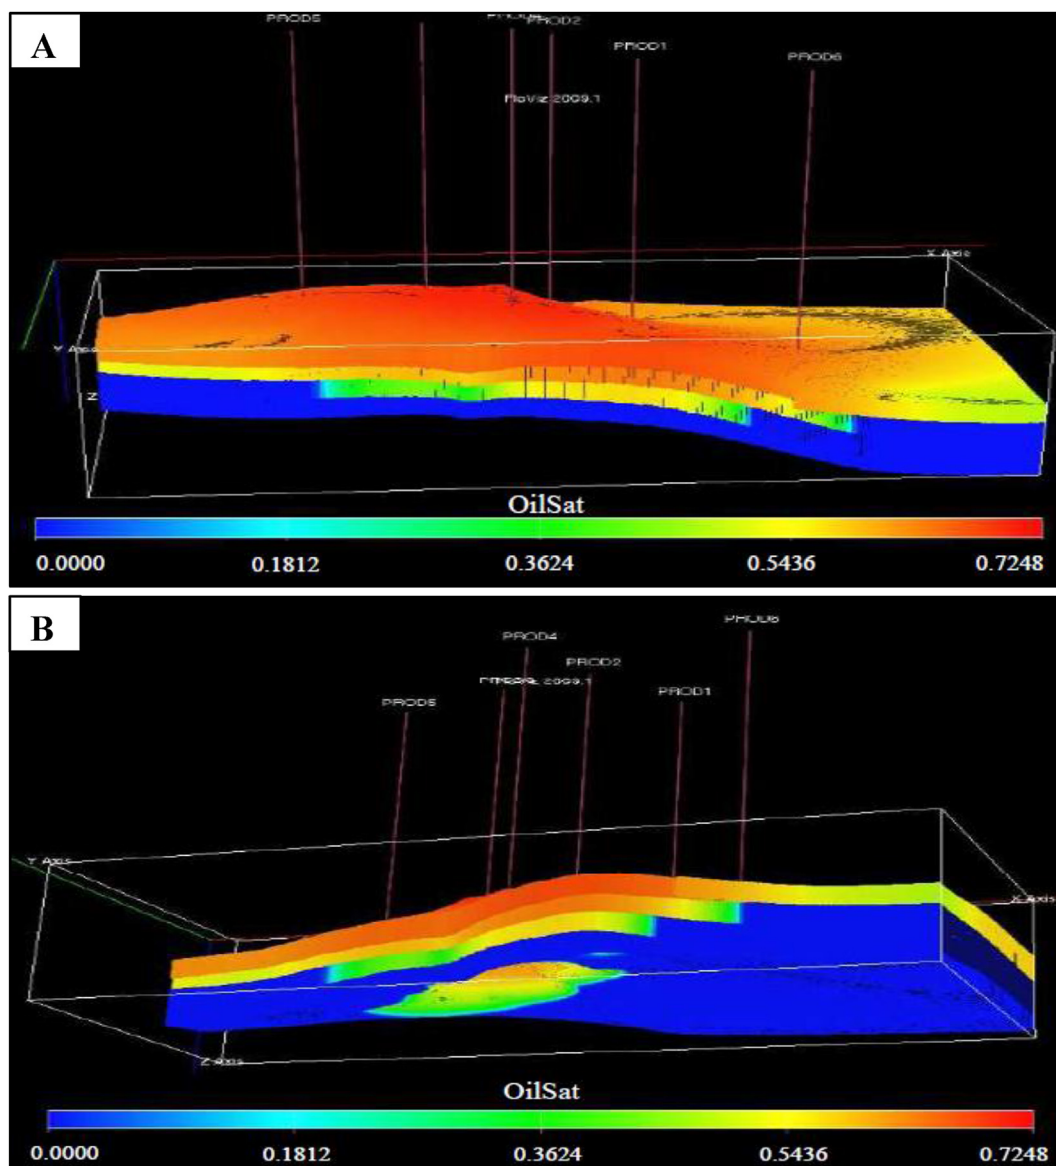 A
PROD5
PROD2
PROD1
PROD6
FloViz 2009.1
X Axis
Y Axis
Z
OilSat
0.0000 0.1812 0.3624 0.5436 0.7248
B
PROD6
PROD4
PROD2
PROD1
PROD5
Y Axis
X Axis
Z Axis
OilSat
0.0000 0.1812 0.3624 0.5436 0.7248